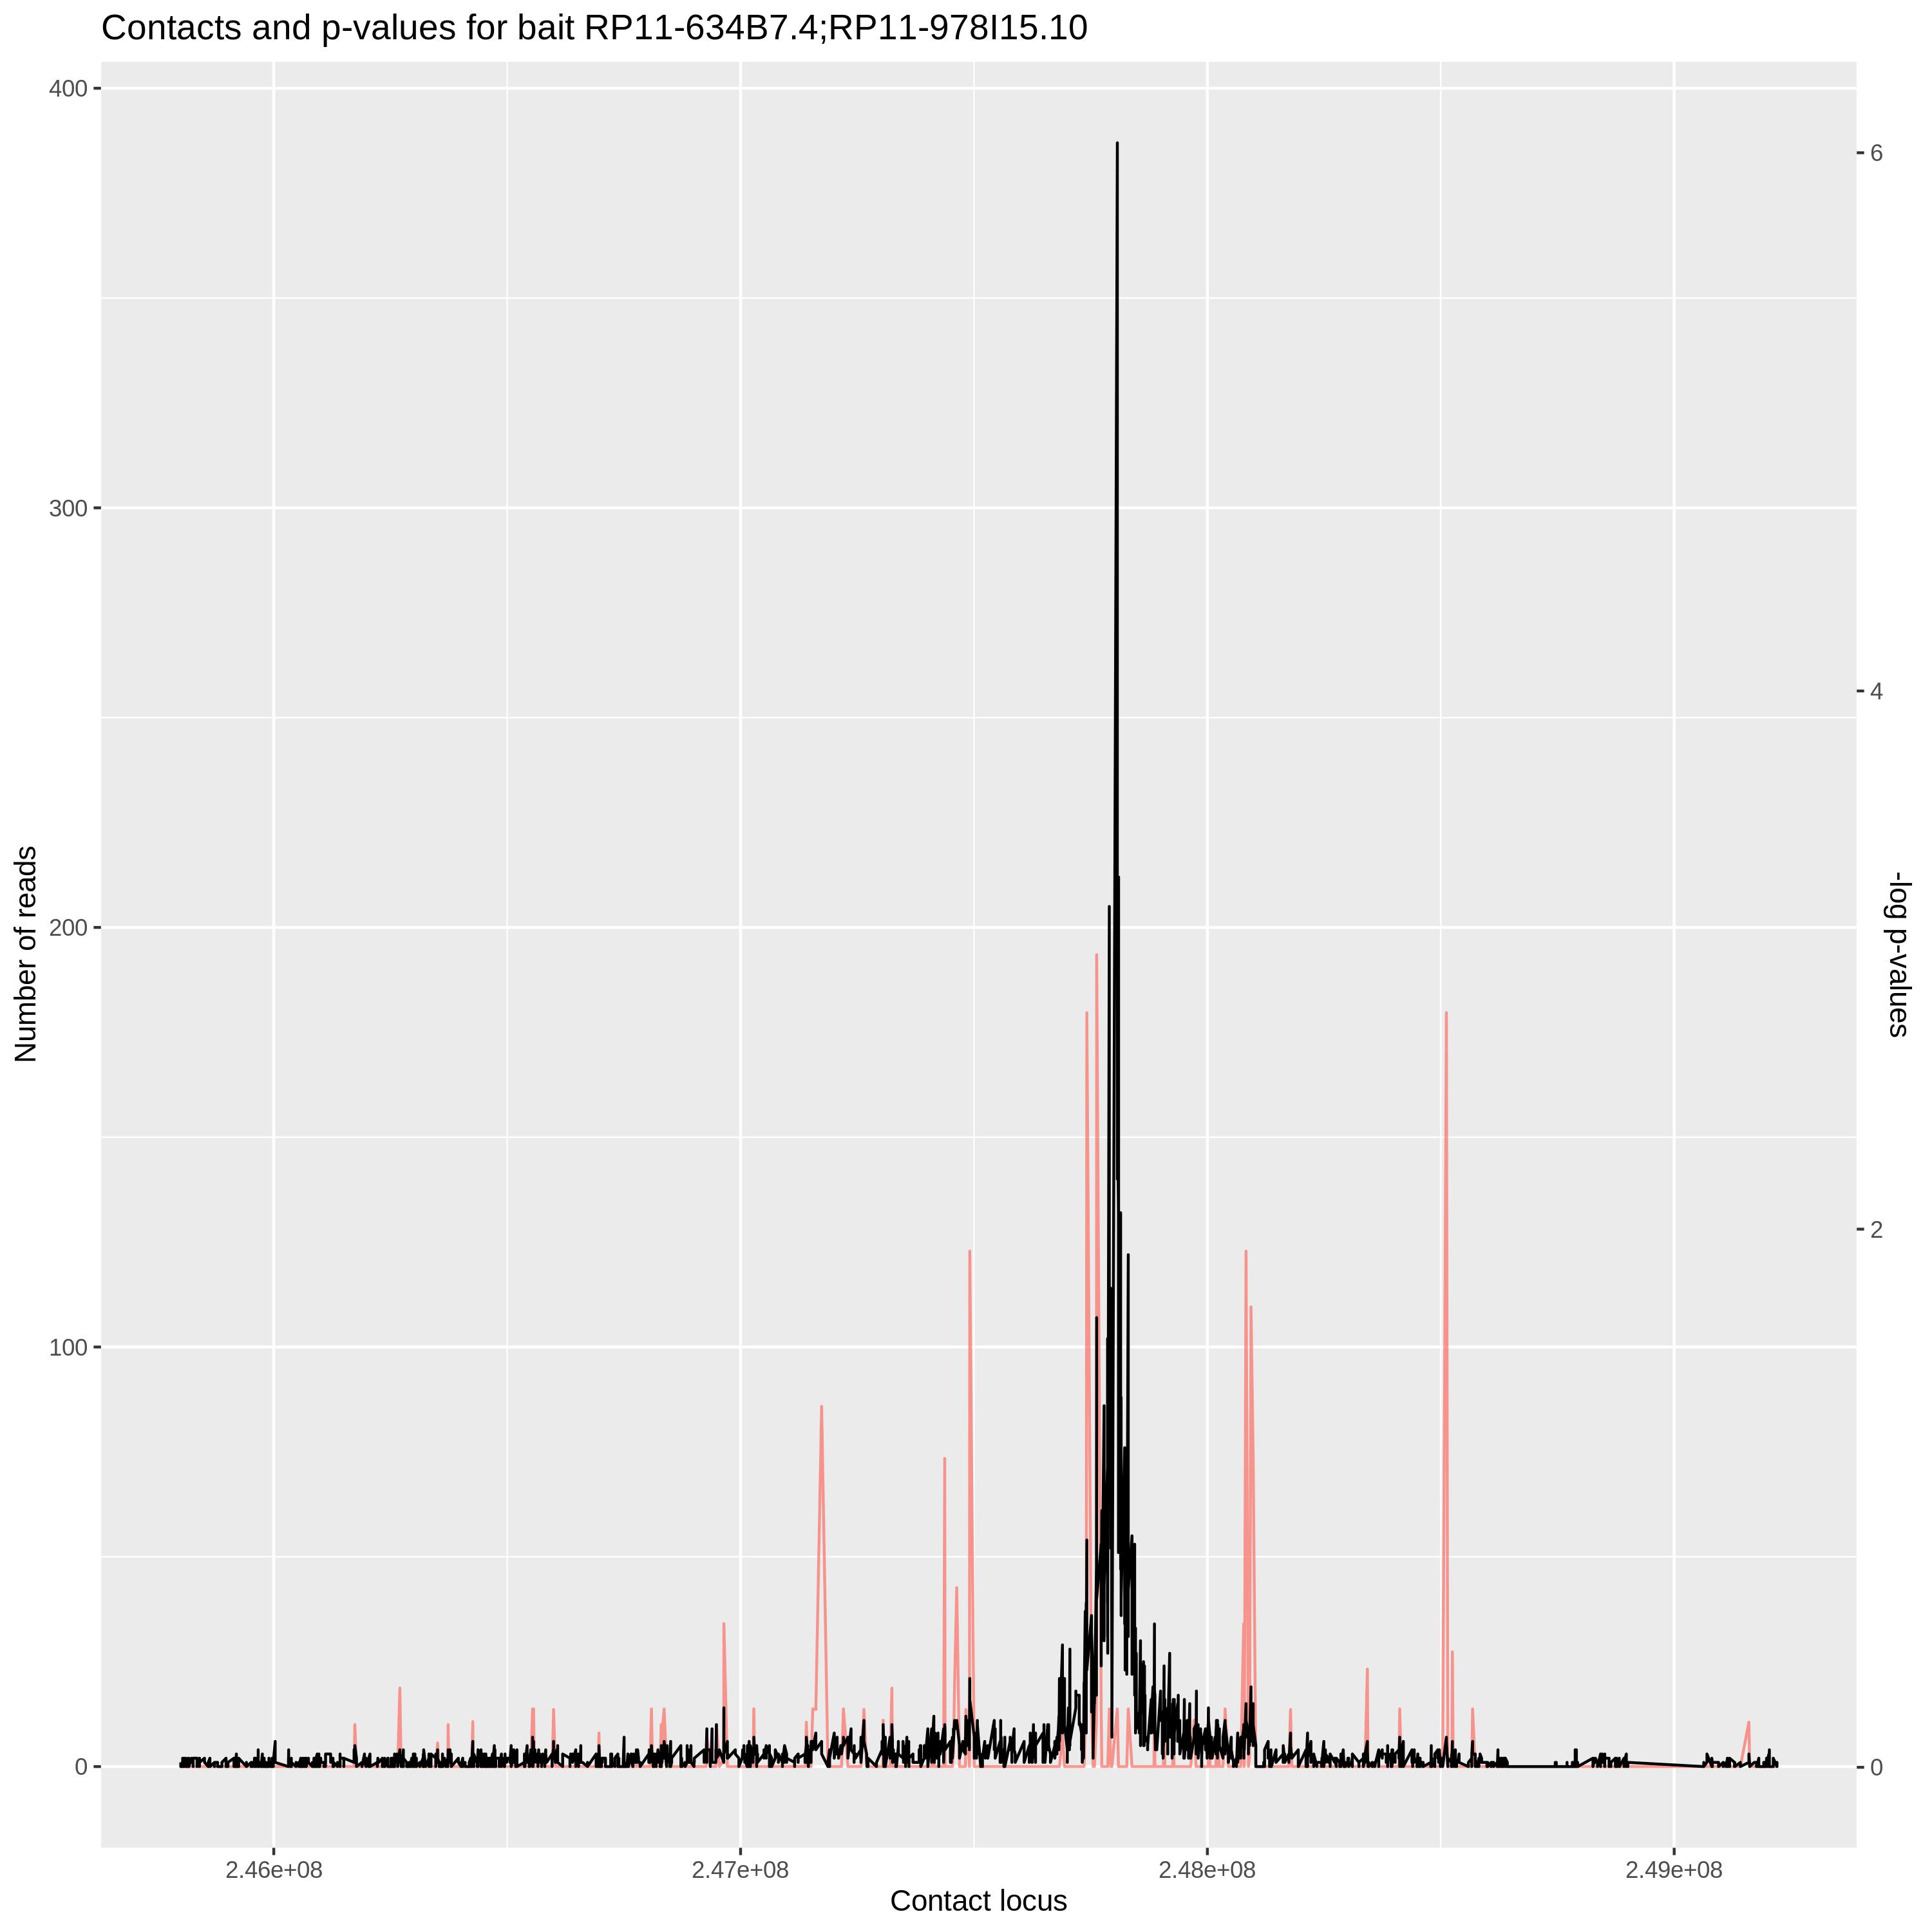 Contacts and p-values for bait RP11-634B7.4;RP11-978I15.10
400
300
200
100
0
Number of reads
6
4
2
0
-log p-values
2.46e+08
2.47e+08
2.48e+08
2.49e+08
Contact locus